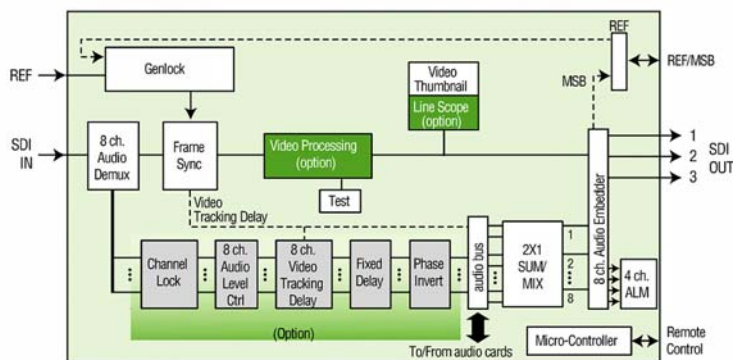 REF
REF
Genlock
REF/MSB
MSB
Video
Thumbnail
Line Scope
(option)
SDI
IN
8 ch.
Audio
Demux
Frame
Sync
Video Processing
(option)
Test
1
2
3
SDI
OUT
Video
Tracking Delay
Channel
Lock
8 ch.
Audio
Level
Ctrl
8 ch.
Video
Tracking
Delay
Fixed
Delay
Phase
Invert
(Option)
audio bus
2X1
SUM/
MIX
1
2
8
8 ch. Audio Embedder
4 ch.
ALM
To/From audio cards
Micro-Controller
Remote
Control